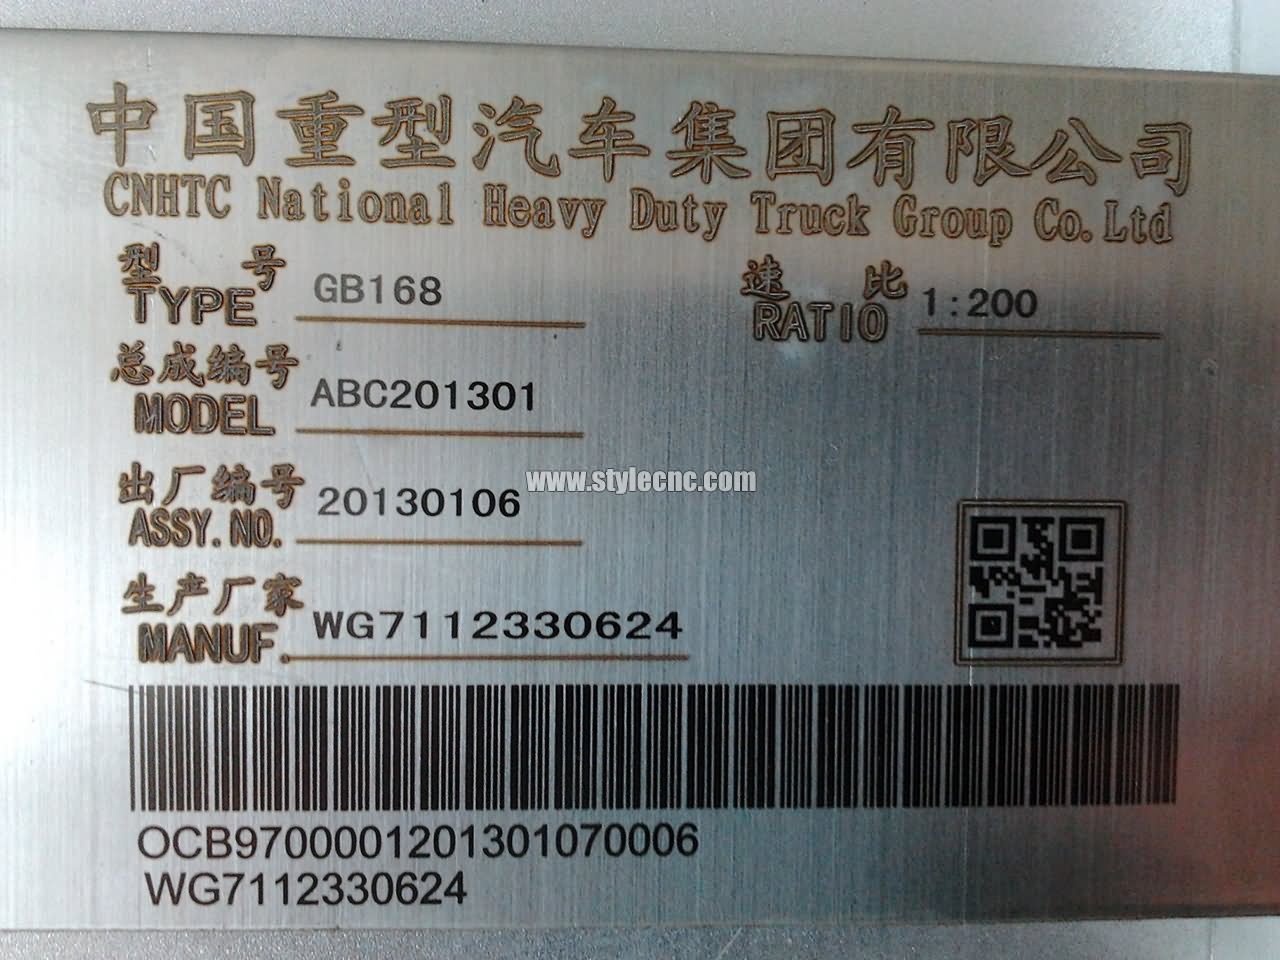 中国重型汽车集团有限公司
CNHTC National Heavy Duty Truck Group Co.Ltd
型 号
TYPE GB168
速 比
RATIO 1:200
总成编号
MODEL ABC201301
出厂编号
ASSY.NO. 20130106
www.stylecnc.com
生产厂家
MANUF. WG7112330624
OCB9700001201301070006
WG7112330624